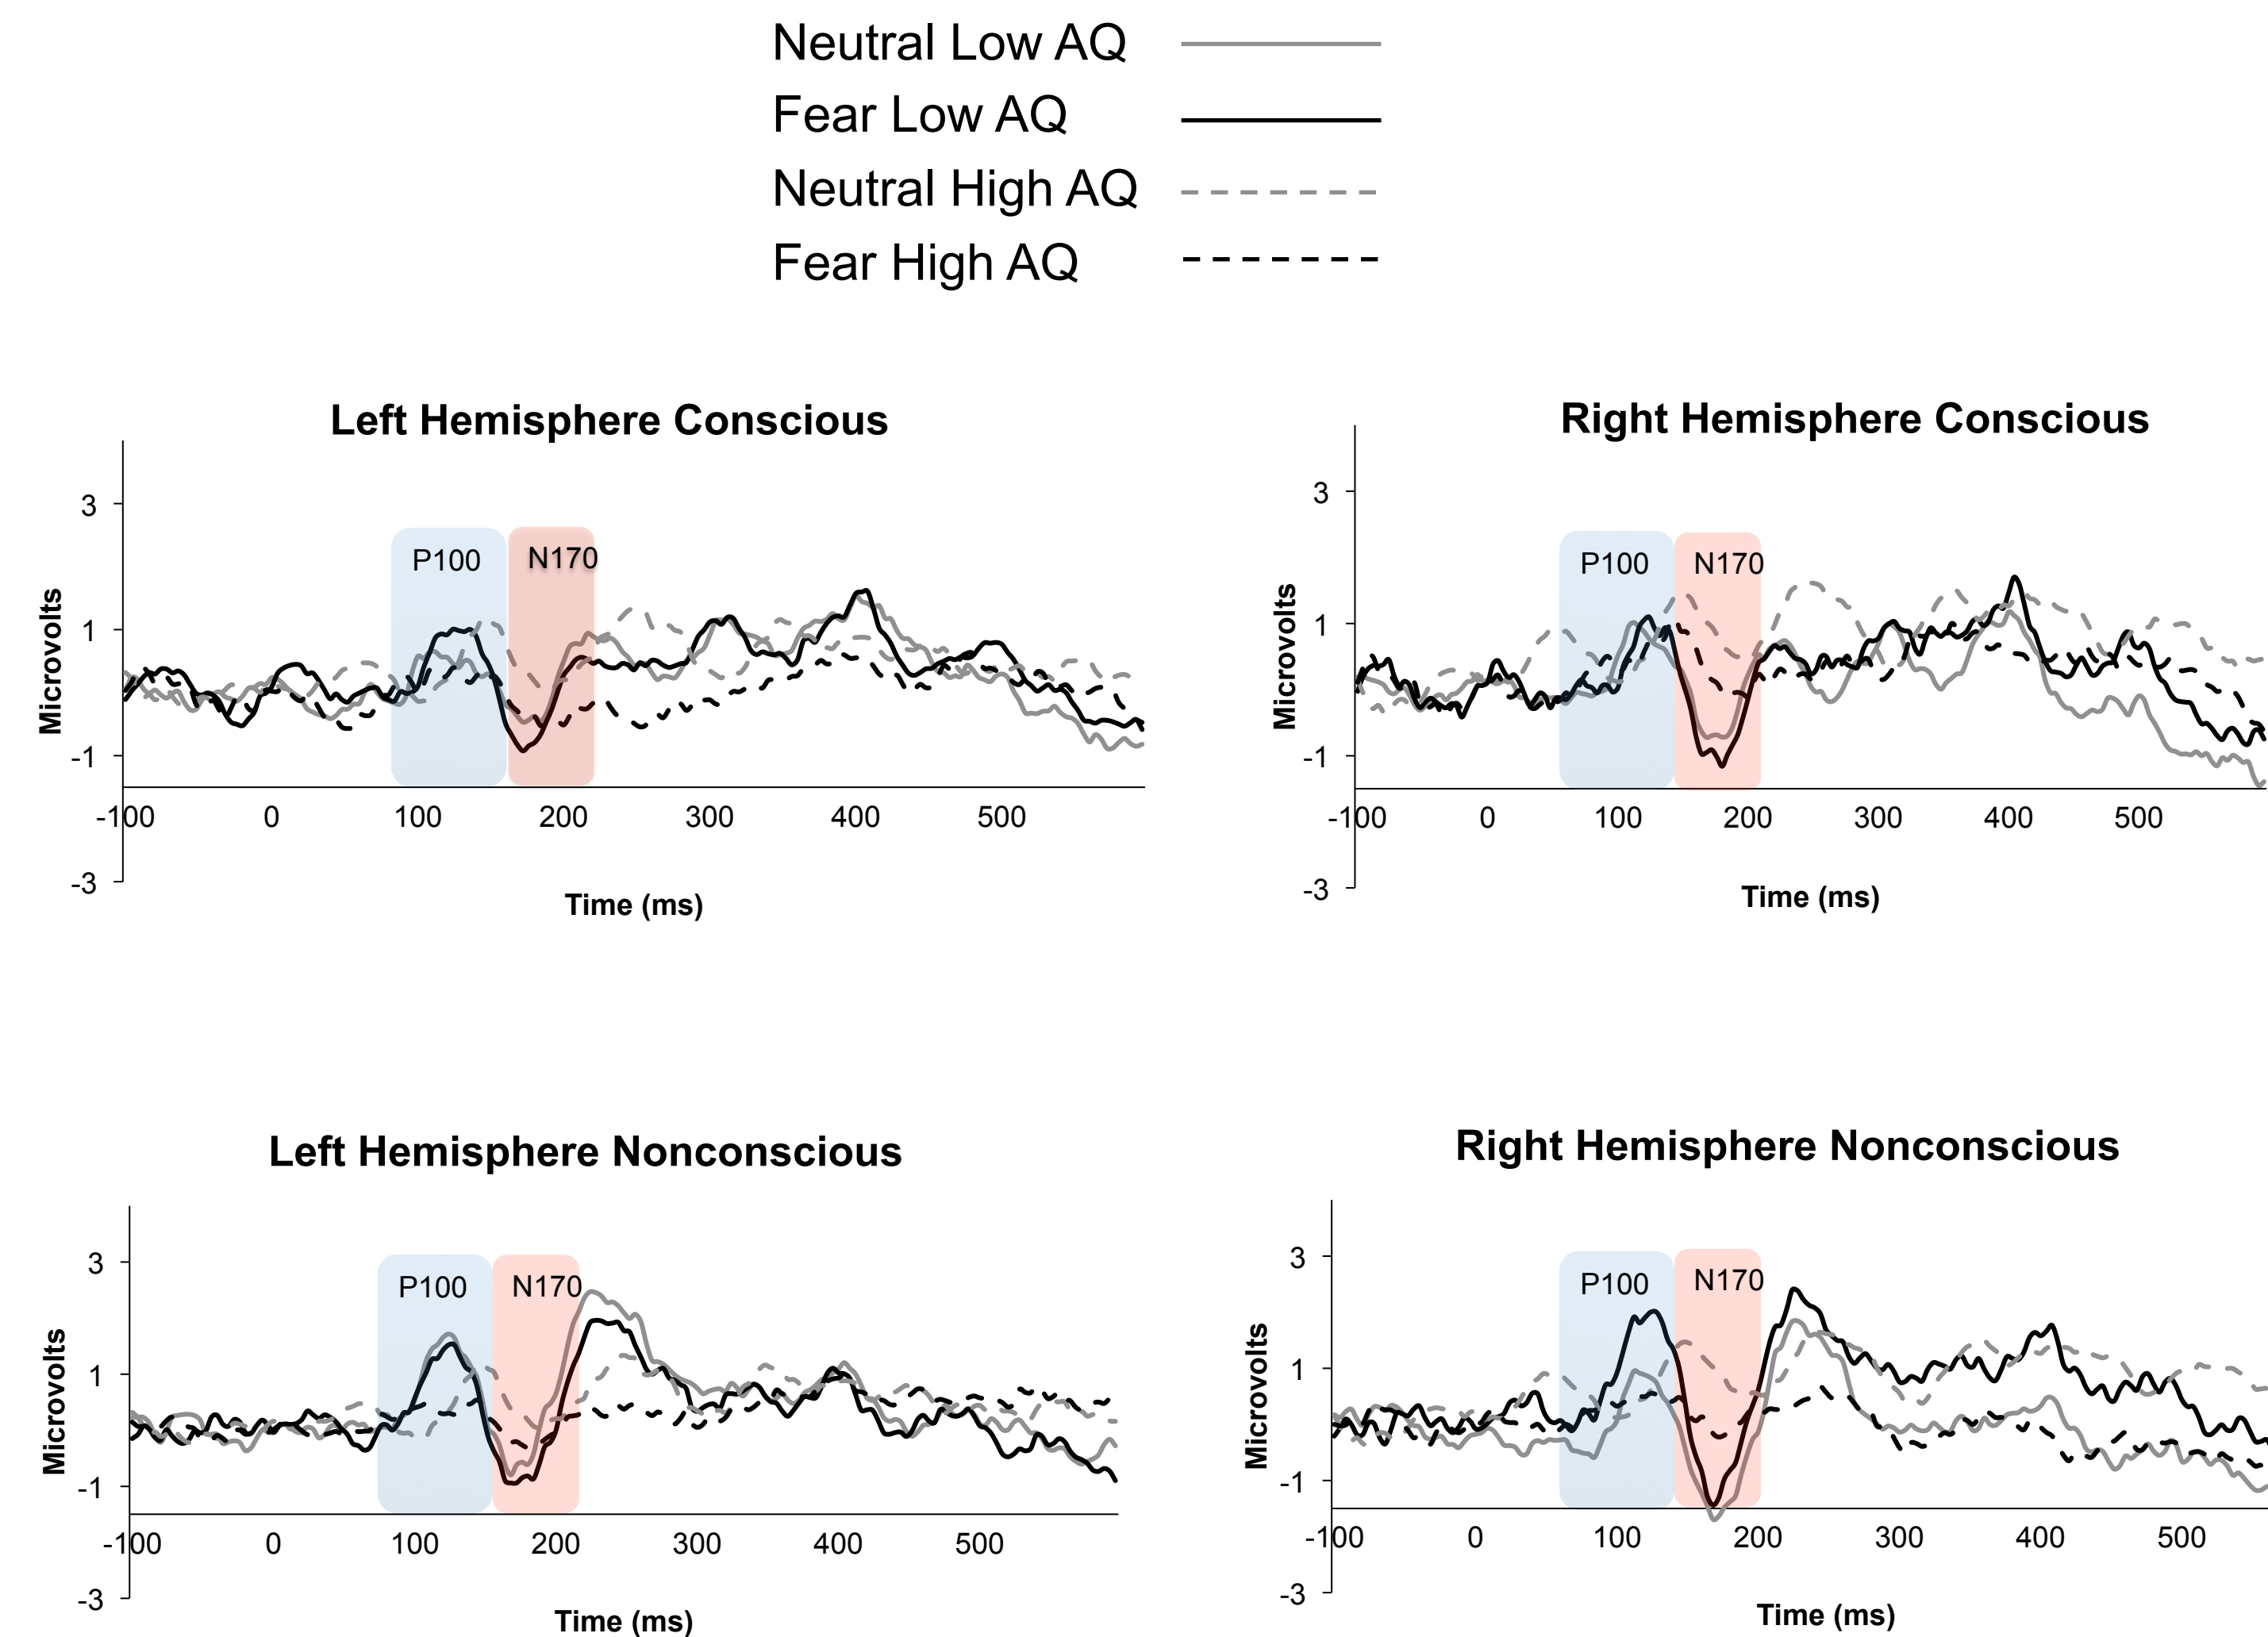 Neutral Low AQ
Fear Low AQ
Neutral High AQ
Fear High AQ
Left Hemisphere Conscious
3
1
-1
-3
Microvolts
P100
N170
-100 0 100 200 300 400 500
Time (ms)
Right Hemisphere Conscious
3
1
-1
-3
Microvolts
P100
N170
-100 0 100 200 300 400 500
Time (ms)
Left Hemisphere Nonconscious
3
1
-1
-3
Microvolts
P100
N170
-100 0 100 200 300 400 500
Time (ms)
Right Hemisphere Nonconscious
3
1
-1
-3
Microvolts
P100
N170
-100 0 100 200 300 400 500
Time (ms)